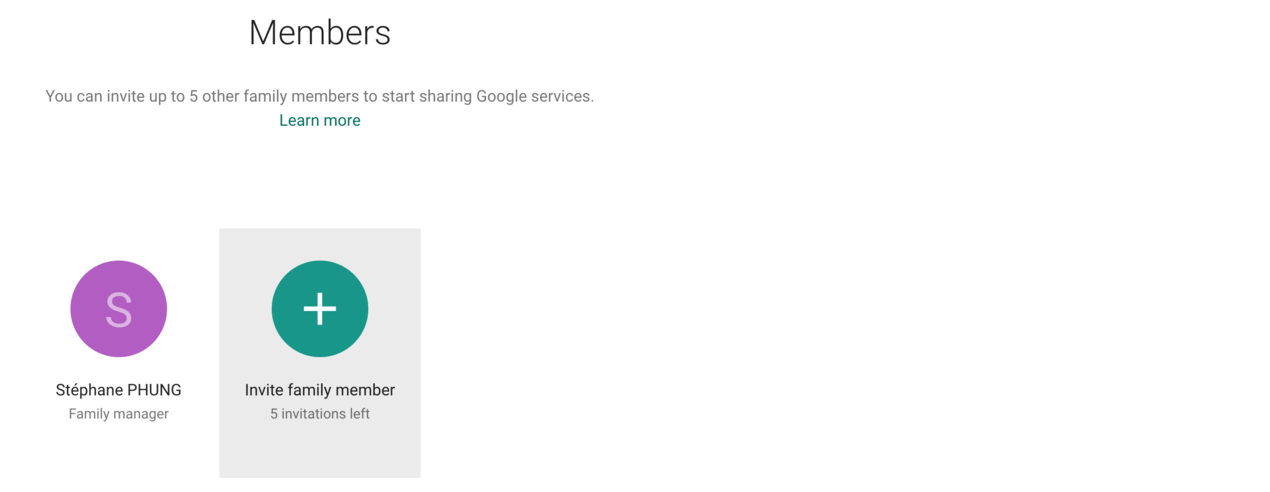 Members
You can invite up to 5 other family members to start sharing Google services.
Learn more
S
Stéphane PHUNG
Family manager
Invite family member
5 invitations left